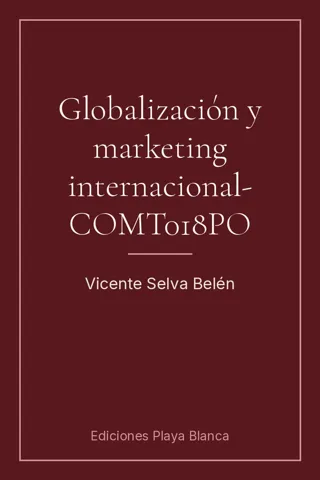 Globalización y
marketing
internacional-
COMT018PO
Vicente Selva Belén
Ediciones Playa Blanca